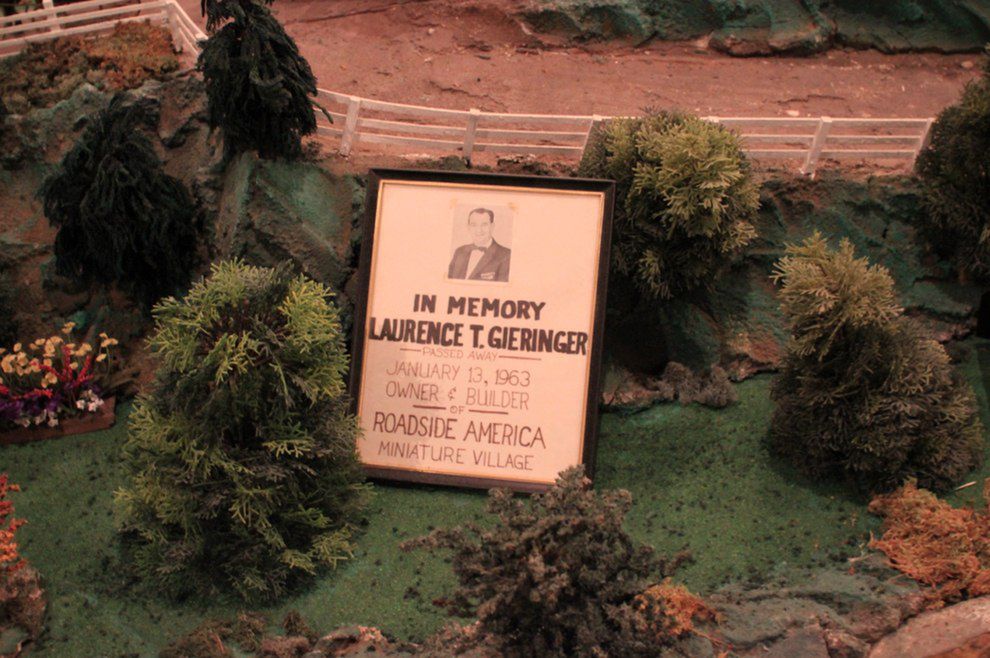 IN MEMORY
LAURENCE T. GIERINGER
PASSED AWAY
JANUARY 13, 1963
OWNER & BUILDER
OF
ROADSIDE AMERICA
MINIATURE VILLAGE